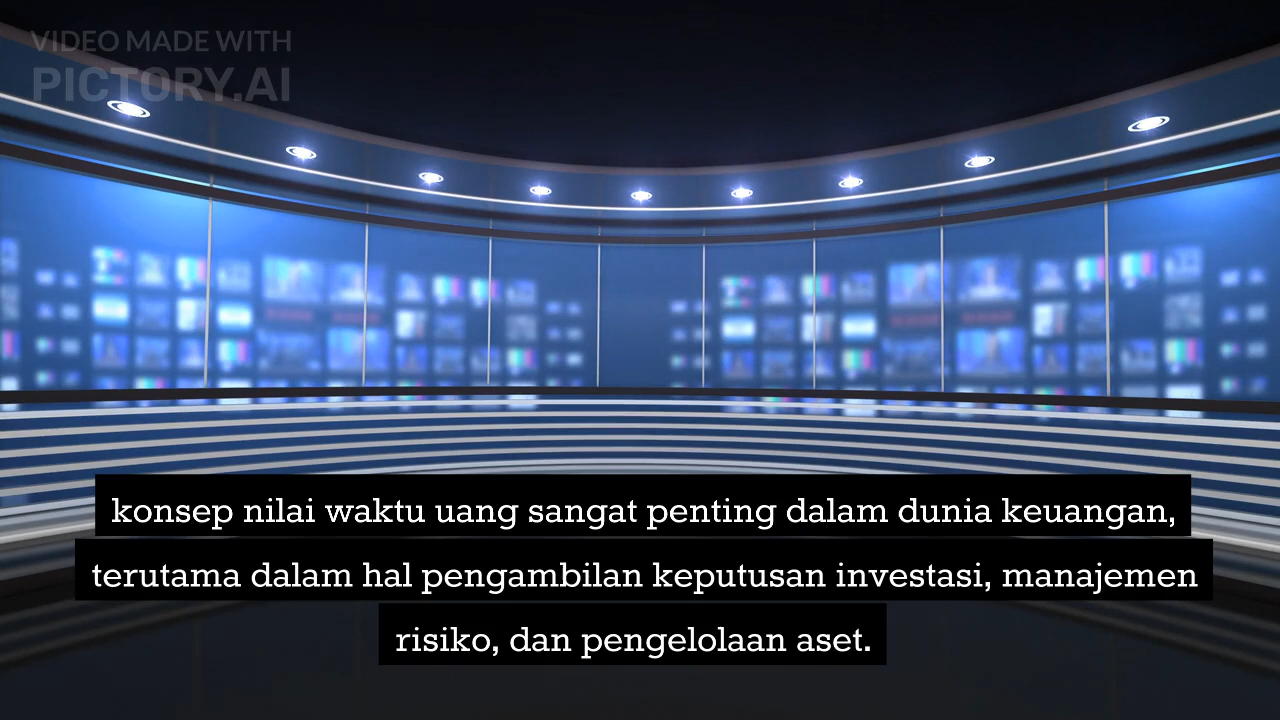 VIDEO MADE WITH
PICTORY.AI
konsep nilai waktu uang sangat penting dalam dunia keuangan,
terutama dalam hal pengambilan keputusan investasi, manajemen
risiko, dan pengelolaan aset.